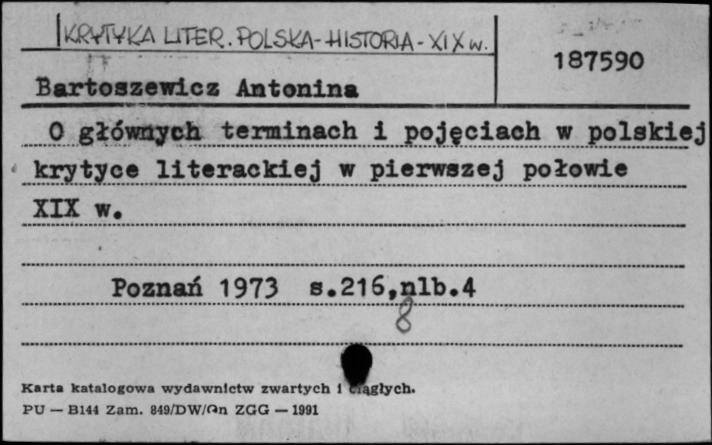 KRYTYKA LITER. POLSKA - HISTORIA - XIX w.
187590
Bartoszewicz Antonina
O głównych terminach i pojęciach w polskiej
krytyce literackiej w pierwszej połowie
XIX w.
Poznań 1973 s.216,nlb.4
8
Karta katalogowa wydawnictw zwartych i ciągłych.
PU — B144 Zam. 849/DW/On ZGG — 1991